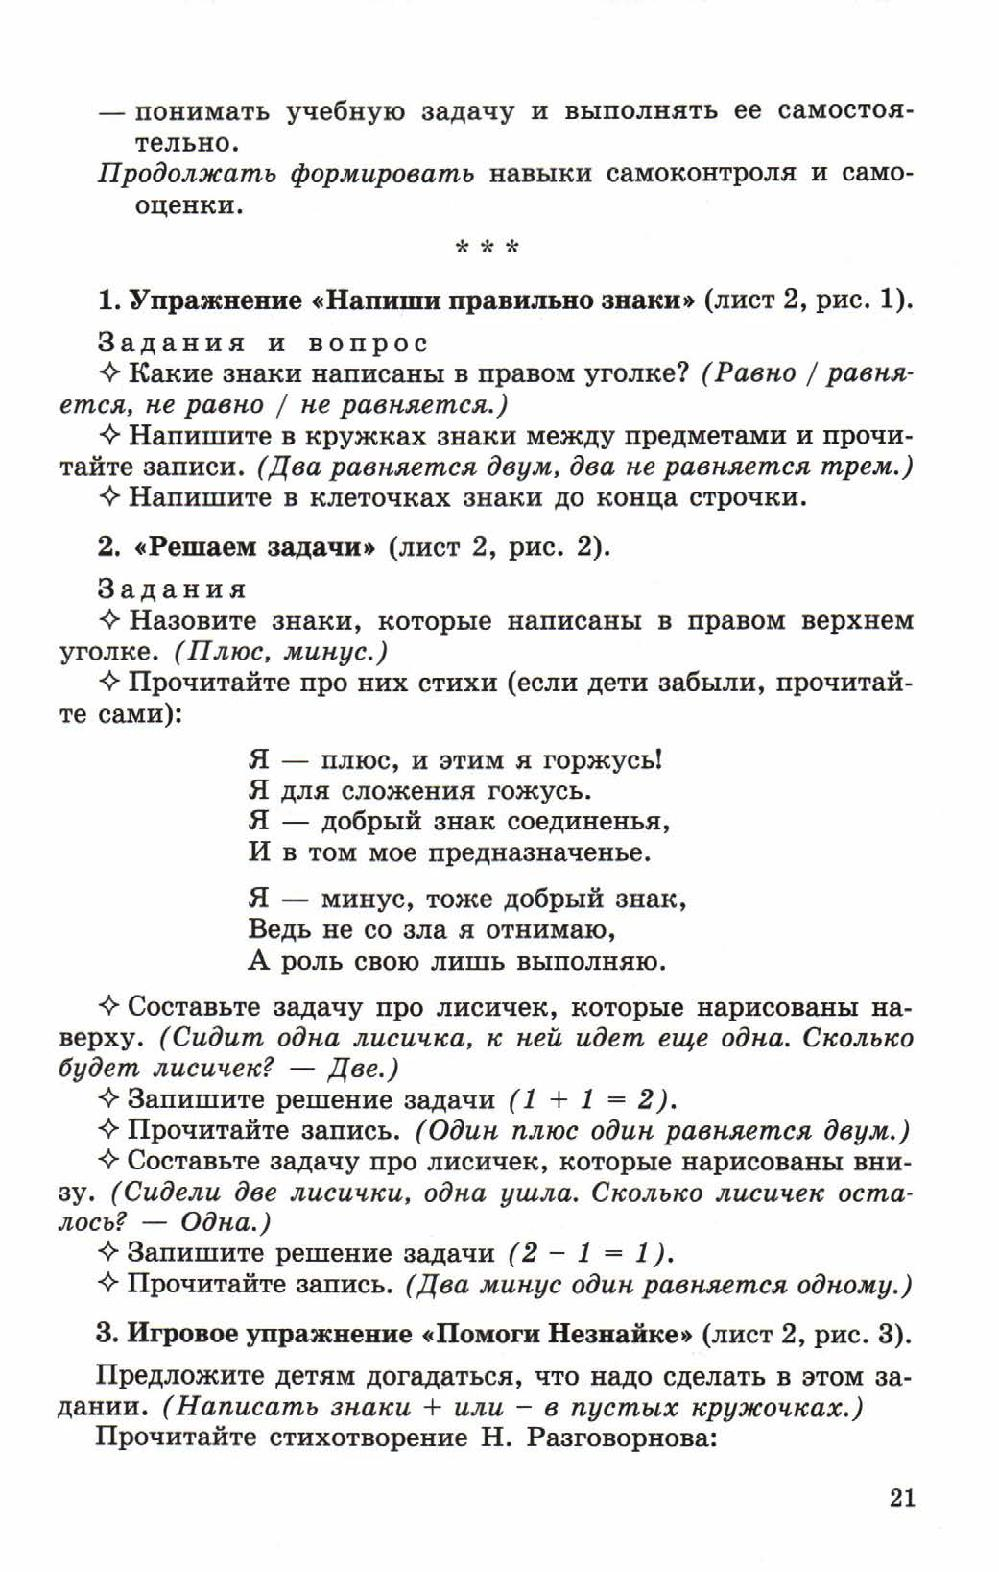 — понимать учебную задачу и выполнять ее самостоя-
тельно.
Продолжать формировать навыки самоконтроля и само-
оценки.
* * *
1. Упражнение «Напиши правильно знаки» (лист 2, рис. 1).
Задания и вопрос
✧ Какие знаки написаны в правом уголке? (Равно / равня-
ется, не равно / не равняется.)
✧ Напишите в кружках знаки между предметами и прочи-
тайте записи. (Два равняется двум, два не равняется трем.)
✧ Напишите в клеточках знаки до конца строчки.
2. «Решаем задачи» (лист 2, рис. 2).
Задания
✧ Назовите знаки, которые написаны в правом верхнем
уголке. (Плюс, минус.)
✧ Прочитайте про них стихи (если дети забыли, прочитай-
те сами):
Я — плюс, и этим я горжусь!
Я для сложения гожусь.
Я — добрый знак соединенья,
И в том мое предназначенье.
Я — минус, тоже добрый знак,
Ведь не со зла я отнимаю,
А роль свою лишь выполняю.
✧ Составьте задачу про лисичек, которые нарисованы на-
верху. (Сидит одна лисичка, к ней идет еще одна. Сколько
будет лисичек? — Две.)
✧ Запишите решение задачи (1 + 1 = 2).
✧ Прочитайте запись. (Один плюс один равняется двум.)
✧ Составьте задачу про лисичек, которые нарисованы вни-
зу. (Сидели две лисички, одна ушла. Сколько лисичек оста-
лось? — Одна.)
✧ Запишите решение задачи (2 − 1 = 1).
✧ Прочитайте запись. (Два минус один равняется одному.)
3. Игровое упражнение «Помоги Незнайке» (лист 2, рис. 3).
Предложите детям догадаться, что надо сделать в этом за-
дании. (Написать знаки + или − в пустых кружочках.)
Прочитайте стихотворение Н. Разговорнова:
21